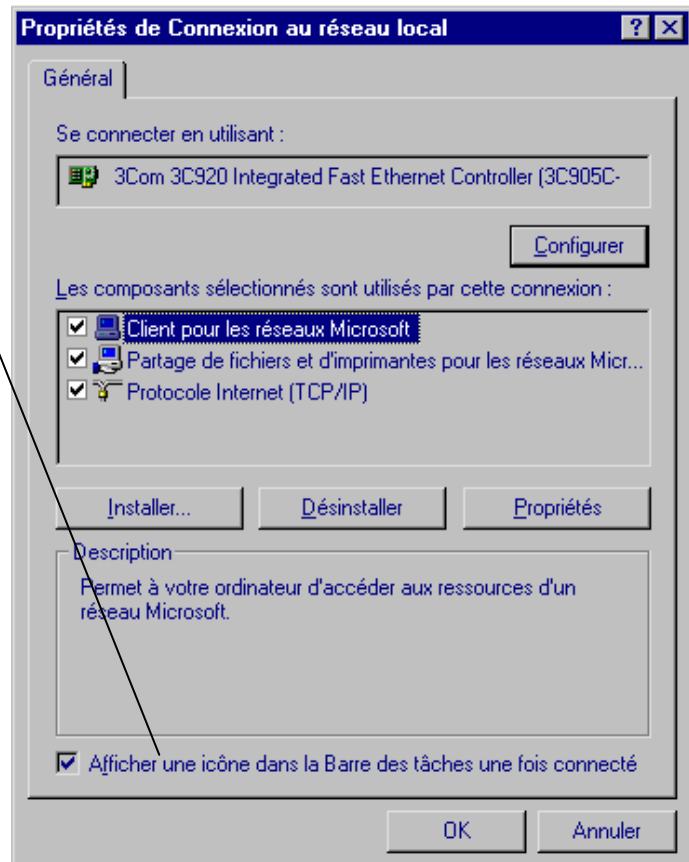 Propriétés de Connexion au réseau local
Général
Se connecter en utilisant :
3Com 3C920 Integrated Fast Ethernet Controller (3C905C-
Configurer
Les composants sélectionnés sont utilisés par cette connexion :
Client pour les réseaux Microsoft
Partage de fichiers et d'imprimantes pour les réseaux Micr...
Protocole Internet (TCP/IP)
Installer... Désinstaller Propriétés
Description
Permet à votre ordinateur d'accéder aux ressources d'un
réseau Microsoft.
Afficher une icône dans la Barre des tâches une fois connecté
OK Annuler